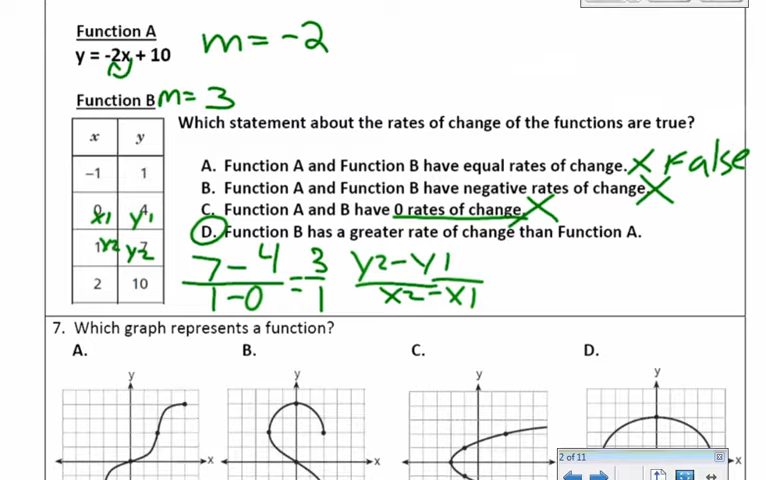 Function A
m = -2
y = -2x + 10
Function B m = 3
Which statement about the rates of change of the functions are true?
x y
-1 1
A. Function A and Function B have equal rates of change. X False
B. Function A and Function B have negative rates of change. X
x1 y1
C. Function A and B have 0 rates of change. X
D. Function B has a greater rate of change than Function A.
x2 y2
7 - 4 3 y2 - y1
1 - 0 = 1 x2 - x1
2 10
7. Which graph represents a function?
A. B. C. D.
y y y y
x x x x
2 of 11